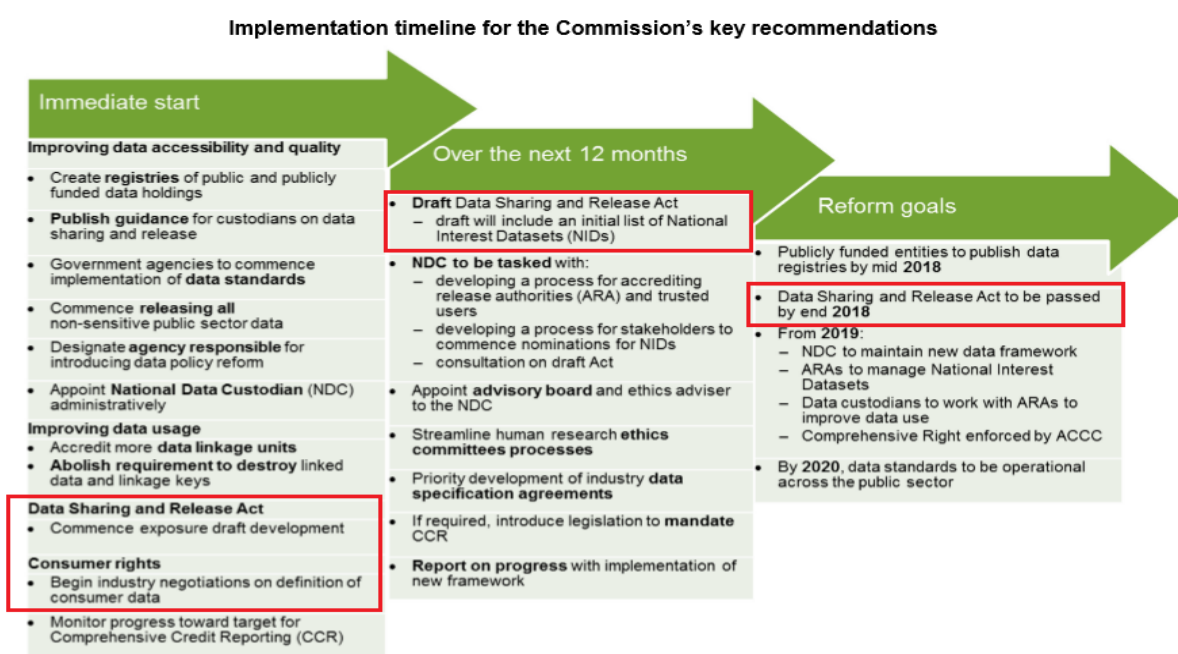 Implementation timeline for the Commission's key recommendations
Immediate start
Improving data accessibility and quality
• Create registries of public and publicly
funded data holdings
• Publish guidance for custodians on data
sharing and release
• Government agencies to commence
implementation of data standards
• Commence releasing all
non-sensitive public sector data
• Designate agency responsible for
introducing data policy reform
• Appoint National Data Custodian (NDC)
administratively
Improving data usage
• Accredit more data linkage units
• Abolish requirement to destroy linked
data and linkage keys
Data Sharing and Release Act
• Commence exposure draft development
Consumer rights
• Begin industry negotiations on definition of
consumer data
• Monitor progress toward target for
Comprehensive Credit Reporting (CCR)
Over the next 12 months
• Draft Data Sharing and Release Act
– draft will include an initial list of National
Interest Datasets (NIDs)
• NDC to be tasked with:
– developing a process for accrediting
release authorities (ARA) and trusted
users
– developing a process for stakeholders to
commence nominations for NIDs
– consultation on draft Act
• Appoint advisory board and ethics adviser
to the NDC
• Streamline human research ethics
committees processes
• Priority development of industry data
specification agreements
• If required, introduce legislation to mandate
CCR
• Report on progress with implementation of
new framework
Reform goals
• Publicly funded entities to publish data
registries by mid 2018
• Data Sharing and Release Act to be passed
by end 2018
• From 2019:
– NDC to maintain new data framework
– ARAs to manage National Interest
Datasets
– Data custodians to work with ARAs to
improve data use
– Comprehensive Right enforced by ACCC
• By 2020, data standards to be operational
across the public sector